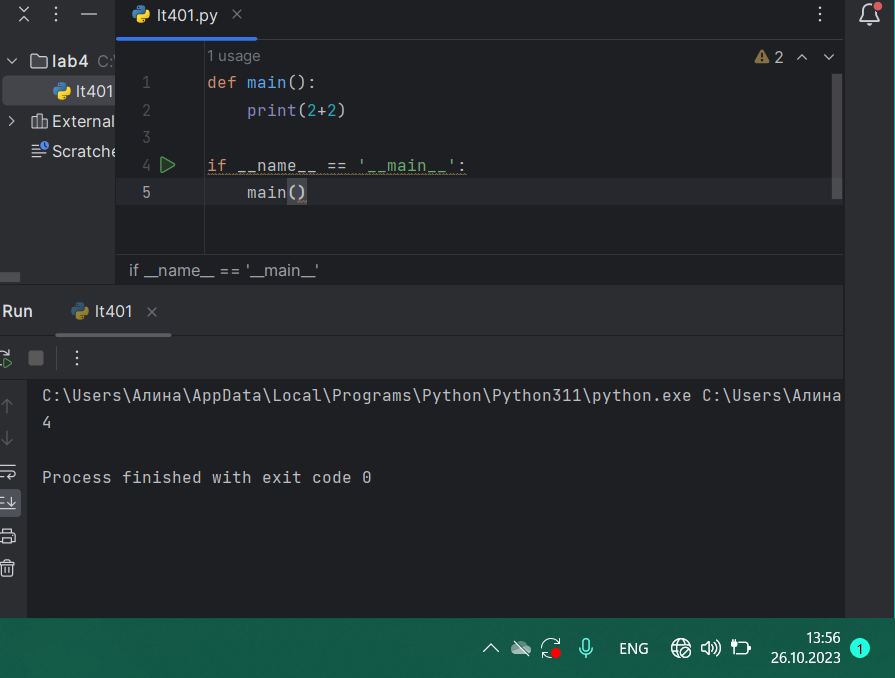 lt401.py
lab4 C:\
lt401
External
Scratche
1 usage
2
1 def main():
2 print(2+2)
3
4 if __name__ == '__main__':
5 main()
if __name__ == '__main__'
Run lt401
C:\Users\Алина\AppData\Local\Programs\Python\Python311\python.exe C:\Users\Алина
4
Process finished with exit code 0
ENG
13:56
26.10.2023
1